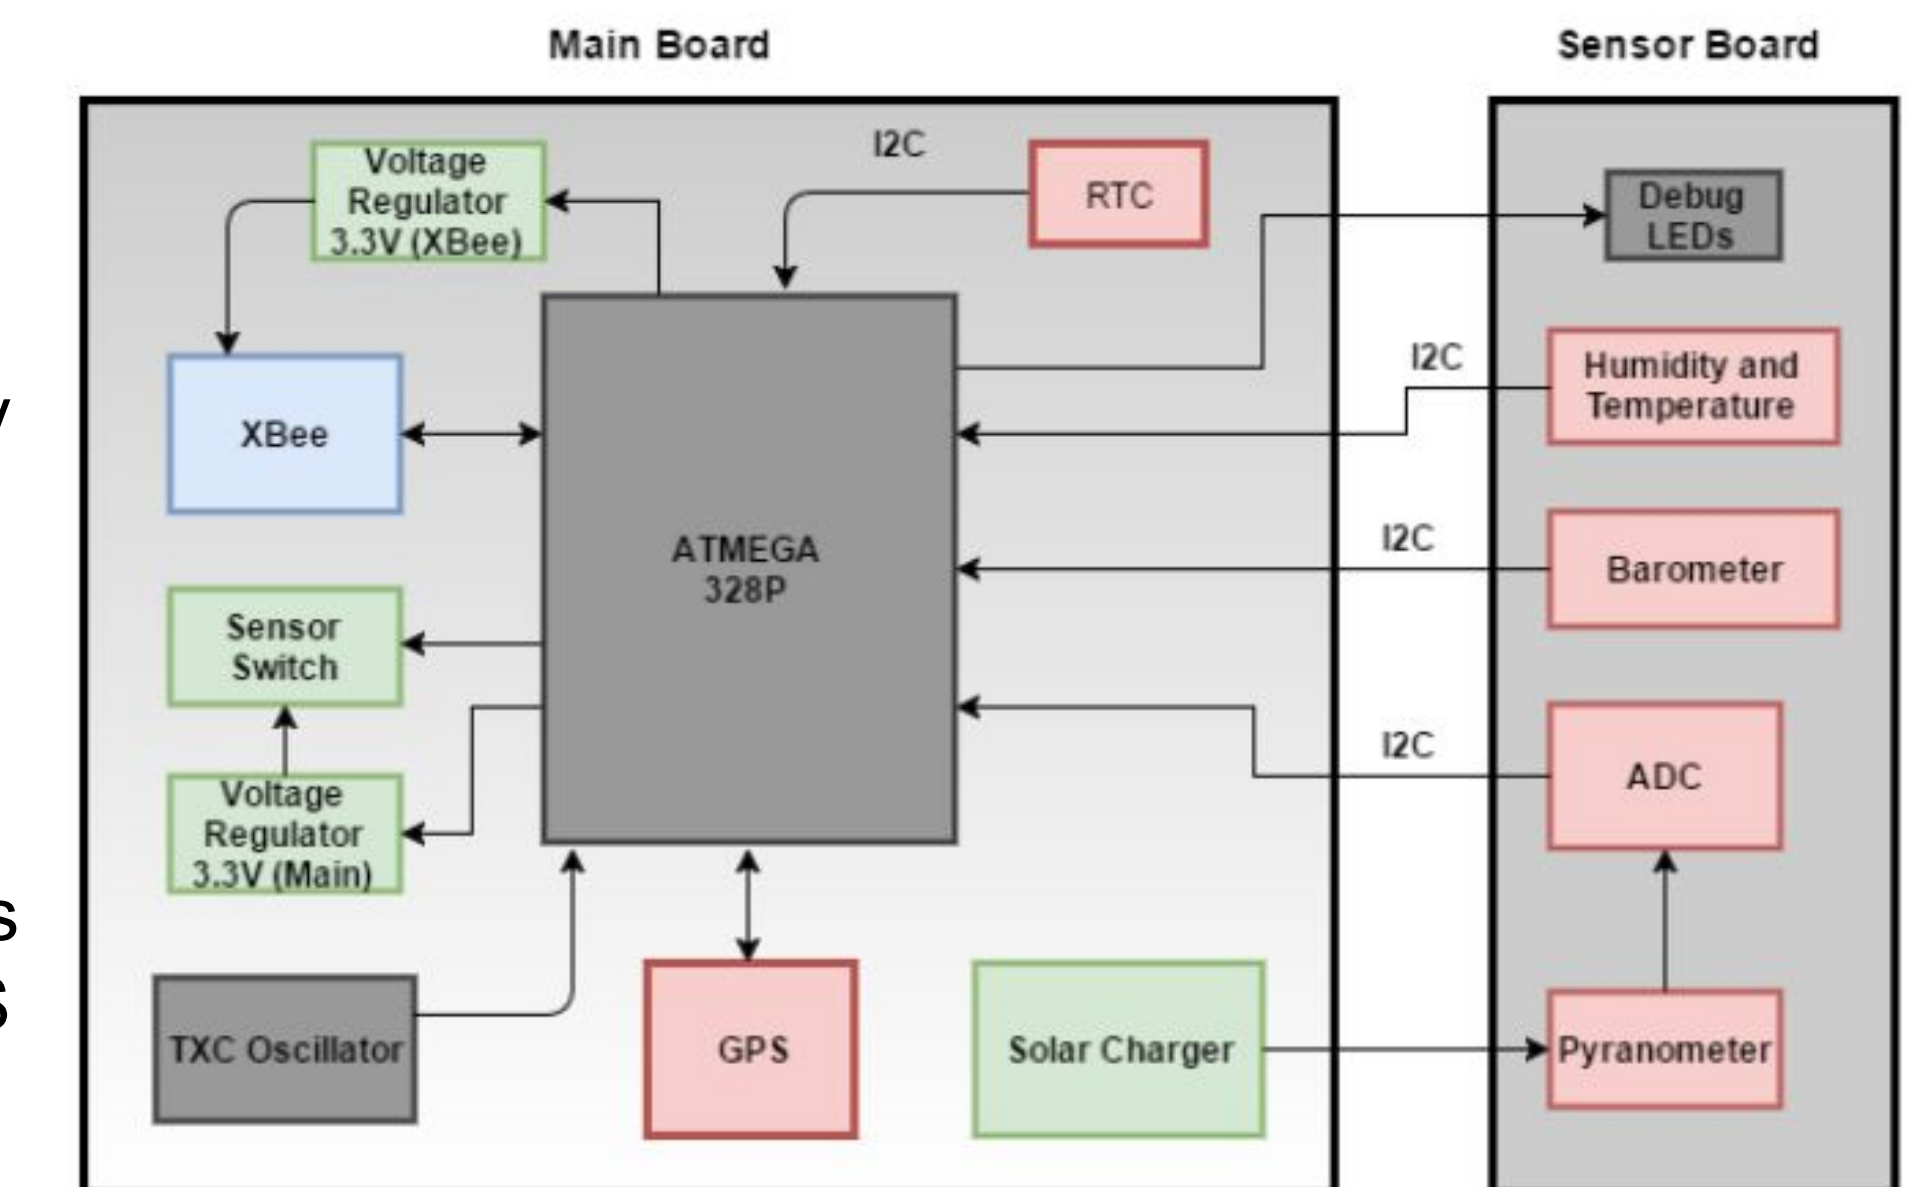 Main Board
Sensor Board
Voltage
Regulator
3.3V (XBee)
I2C
RTC
Debug
LEDs
XBee
I2C
Humidity and
Temperature
ATMEGA
328P
I2C
Barometer
Sensor
Switch
I2C
ADC
Voltage
Regulator
3.3V (Main)
TXC Oscillator
GPS
Solar Charger
Pyranometer